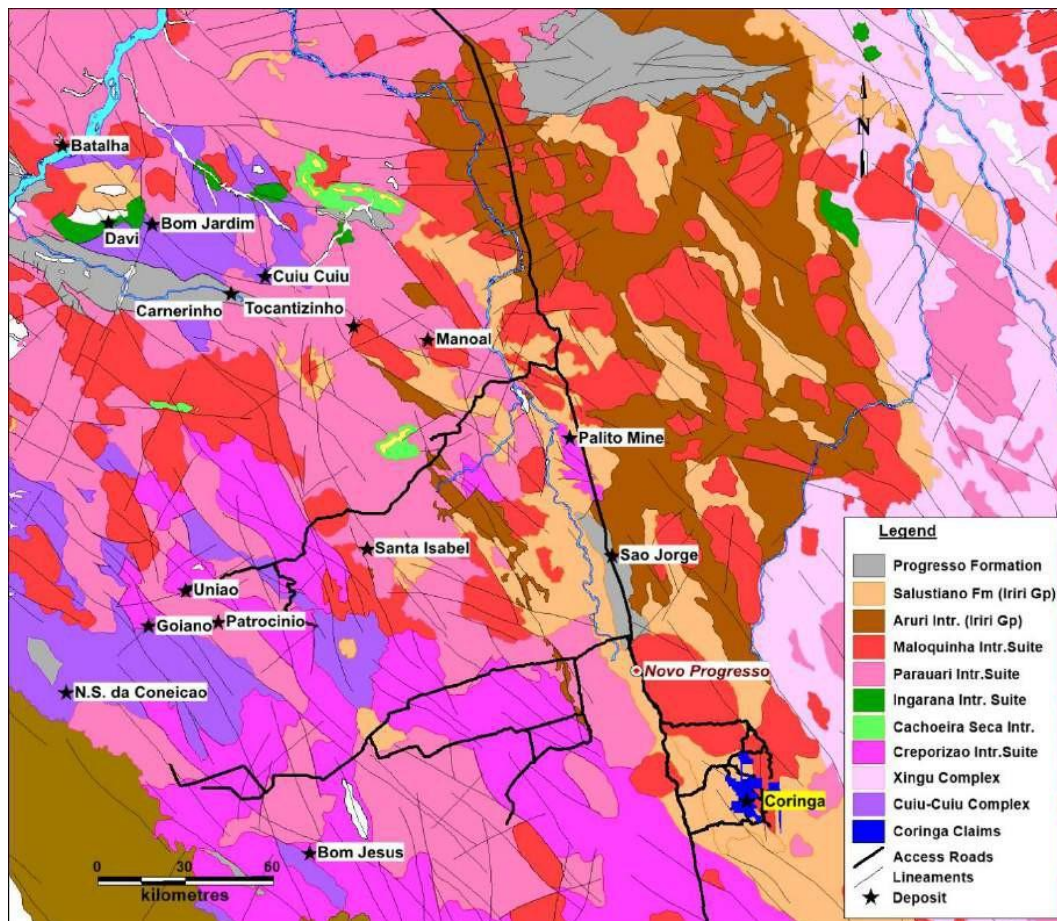 N
Batalha
Davi
Bom Jardim
Cuiu Cuiu
Carnerinho
Tocantizinho
Manoal
Palito Mine
Santa Isabel
Sao Jorge
Uniao
Goiano
Patrocinio
N.S. da Coneicao
Novo Progresso
Coringa
Bom Jesus
0 30 60
kilometres
Legend
Progresso Formation
Salustiano Fm (Iriri Gp)
Aruri Intr. (Iriri Gp)
Maloquinha Intr.Suite
Parauari Intr.Suite
Ingarana Intr. Suite
Cachoeira Seca Intr.
Creporizao Intr.Suite
Xingu Complex
Cuiu-Cuiu Complex
Coringa Claims
Access Roads
Lineaments
Deposit